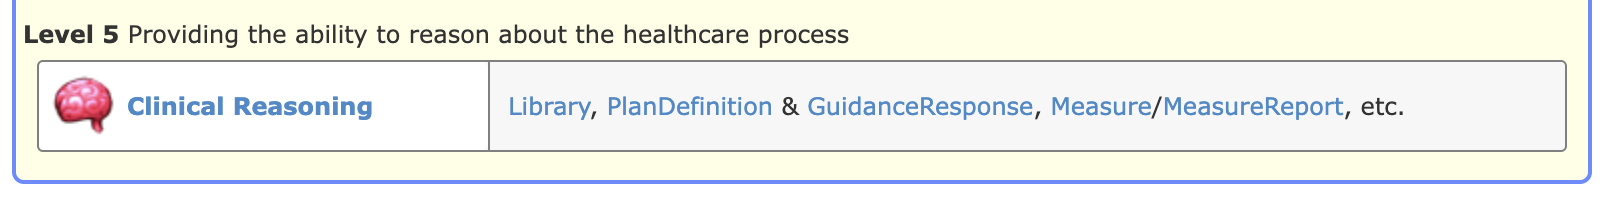 Level 5 Providing the ability to reason about the healthcare process
Clinical Reasoning
Library, PlanDefinition & GuidanceResponse, Measure/MeasureReport, etc.